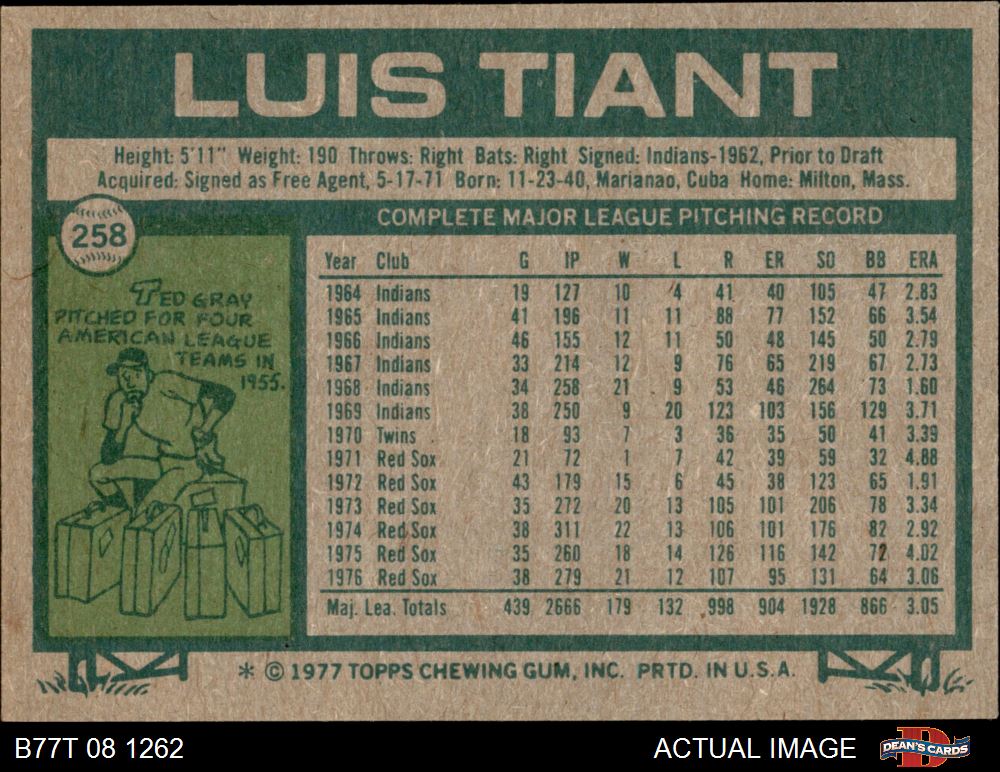 LUIS TIANT
Height: 5'11" Weight: 190 Throws: Right Bats: Right Signed: Indians-1962, Prior to Draft
Acquired: Signed as Free Agent, 5-17-71 Born: 11-23-40, Marianao, Cuba Home: Milton, Mass.
258
TED GRAY
PITCHED FOR FOUR
AMERICAN LEAGUE
TEAMS IN
1955.
COMPLETE MAJOR LEAGUE PITCHING RECORD
Year Club G IP W L R ER SO BB ERA
1964 Indians 19 127 10 4 41 40 105 47 2.83
1965 Indians 41 196 11 11 88 77 152 66 3.54
1966 Indians 46 155 12 11 50 48 145 50 2.79
1967 Indians 33 214 12 9 76 65 219 67 2.73
1968 Indians 34 258 21 9 53 46 264 73 1.60
1969 Indians 38 250 9 20 123 103 156 129 3.71
1970 Twins 18 93 7 3 36 35 50 41 3.39
1971 Red Sox 21 72 1 7 42 39 59 32 4.88
1972 Red Sox 43 179 15 6 45 38 123 65 1.91
1973 Red Sox 35 272 20 13 105 101 206 78 3.34
1974 Red Sox 38 311 22 13 106 101 176 82 2.92
1975 Red Sox 35 260 18 14 126 116 142 72 4.02
1976 Red Sox 38 279 21 12 107 95 131 64 3.06
Maj. Lea. Totals 439 2666 179 132 998 904 1928 866 3.05
* © 1977 TOPPS CHEWING GUM, INC. PRTD. IN U.S.A.
B77T 08 1262 ACTUAL IMAGE D DEAN'S CARDS